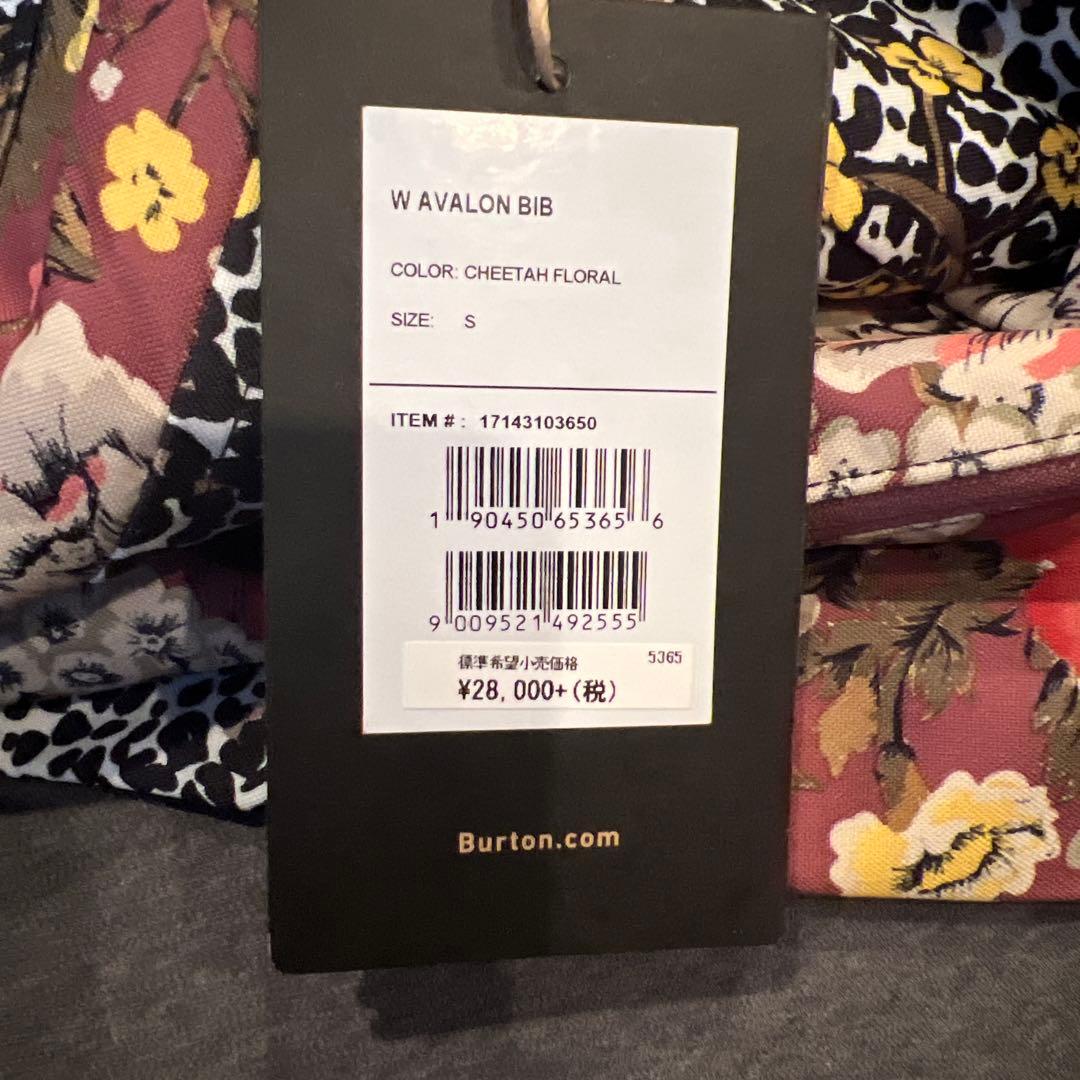 W AVALON BIB
COLOR: CHEETAH FLORAL
SIZE: S
ITEM # : 17143103650
1 90450 65365 6
9 009521 492555
標準希望小売価格 5365
¥28,000+(税)
Burton.com